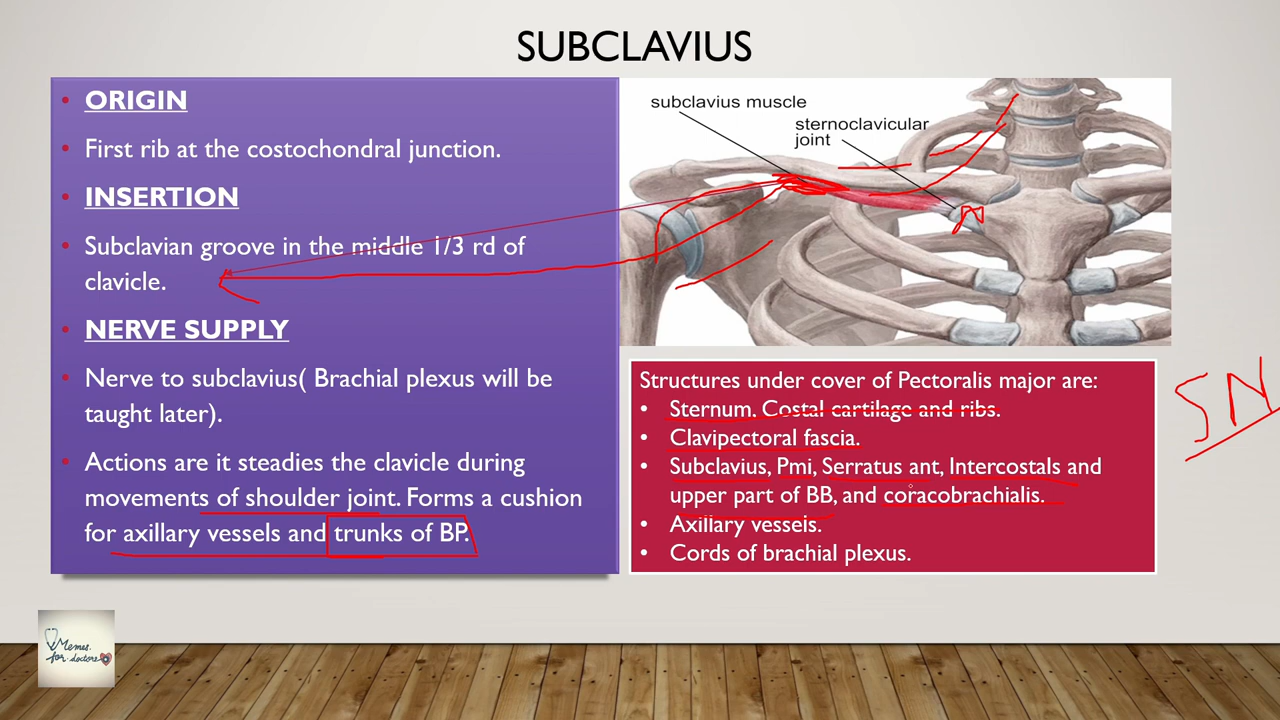 SUBCLAVIUS
ORIGIN
First rib at the costochondral junction.
INSERTION
Subclavian groove in the middle 1/3 rd of
clavicle.
NERVE SUPPLY
Nerve to subclavius( Brachial plexus will be
taught later).
Actions are it steadies the clavicle during
movements of shoulder joint. Forms a cushion
for axillary vessels and trunks of BP.
subclavius muscle
sternoclavicular
joint
Structures under cover of Pectoralis major are:
Sternum, Costal cartilage and ribs.
Clavipectoral fascia.
Subclavius, Pmi, Serratus ant, Intercostals and
upper part of BB, and coracobrachialis.
Axillary vessels.
Cords of brachial plexus.
SN
Memes.
for doctors